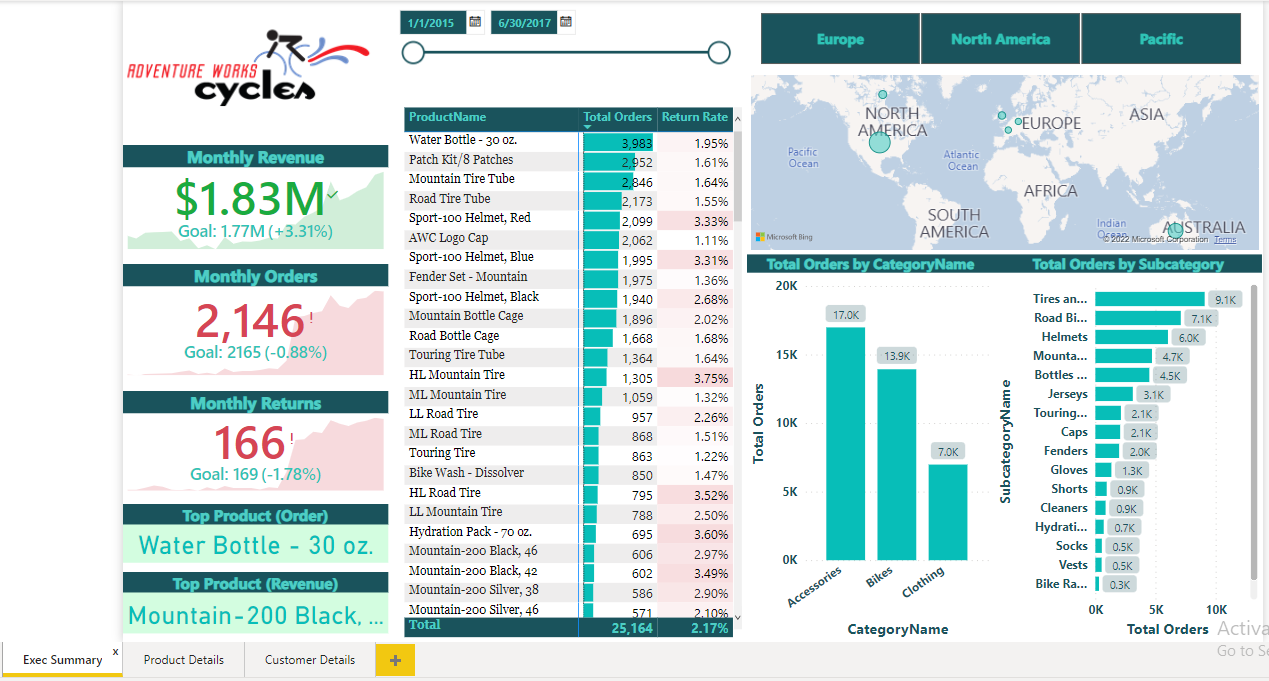 ADVENTURE WORKS
cycles
Monthly Revenue
$1.83M
Goal: 1.77M (+3.31%)
Monthly Orders
2,146!
Goal: 2165 (-0.88%)
Monthly Returns
166!
Goal: 169 (-1.78%)
Top Product (Order)
Water Bottle - 30 oz.
Top Product (Revenue)
Mountain-200 Black, ...
1/1/2015 6/30/2017
ProductName Total Orders Return Rate
Water Bottle - 30 oz. 3,983 1.95%
Patch Kit/8 Patches 2,952 1.61%
Mountain Tire Tube 2,846 1.64%
Road Tire Tube 2,173 1.55%
Sport-100 Helmet, Red 2,099 3.33%
AWC Logo Cap 2,062 1.11%
Sport-100 Helmet, Blue 1,995 3.31%
Fender Set - Mountain 1,975 1.36%
Sport-100 Helmet, Black 1,940 2.68%
Mountain Bottle Cage 1,896 2.02%
Road Bottle Cage 1,668 1.68%
Touring Tire Tube 1,364 1.64%
HL Mountain Tire 1,305 3.75%
ML Mountain Tire 1,059 1.32%
LL Road Tire 957 2.26%
ML Road Tire 868 1.51%
Touring Tire 863 1.22%
Bike Wash - Dissolver 850 1.47%
HL Road Tire 795 3.52%
LL Mountain Tire 788 2.50%
Hydration Pack - 70 oz. 695 3.60%
Mountain-200 Black, 46 606 2.97%
Mountain-200 Black, 42 602 3.49%
Mountain-200 Silver, 38 586 2.90%
Mountain-200 Silver, 46 571 2.10%
Total 25,164 2.17%
Europe North America Pacific
NORTH
AMERICA
EUROPE
ASIA
Pacific
Ocean
Atlantic
Ocean
AFRICA
SOUTH
AMERICA
Indian
Ocean
AUSTRALIA
Microsoft Bing
© 2022 Microsoft Corporation Terms
Total Orders by CategoryName
Total Orders
20K
15K
10K
5K
0K
17.0K
13.9K
7.0K
Accessories
Bikes
Clothing
CategoryName
Total Orders by Subcategory
SubcategoryName
Tires an... 9.1K
Road Bi... 7.1K
Helmets 6.0K
Mounta... 4.7K
Bottles ... 4.5K
Jerseys 3.1K
Touring... 2.1K
Caps 2.1K
Fenders 2.0K
Gloves 1.3K
Shorts 0.9K
Cleaners 0.9K
Hydrati... 0.7K
Socks 0.5K
Vests 0.5K
Bike Ra... 0.3K
0K 5K 10K
Total Orders
Activa
Go to Se
Exec Summary x
Product Details
Customer Details
+